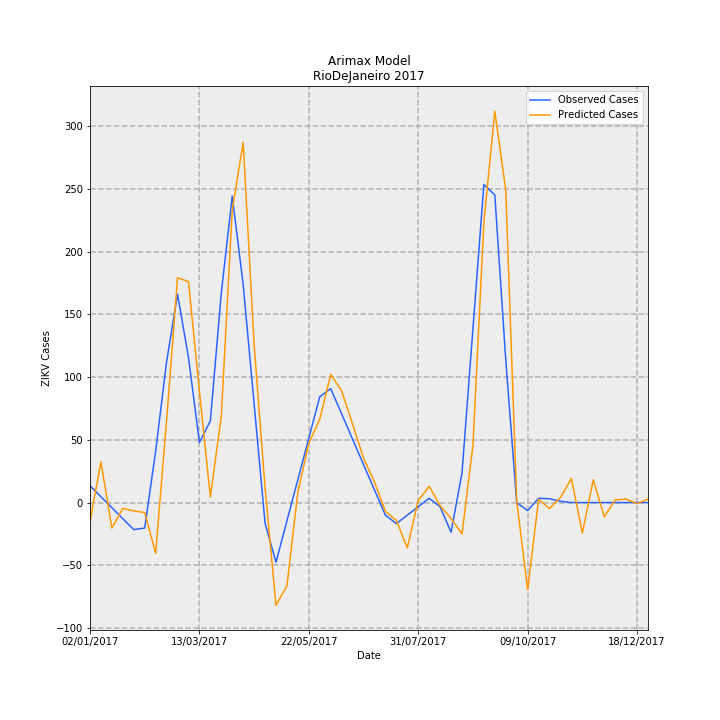 Arimax Model
RioDeJaneiro 2017
Observed Cases
Predicted Cases
300
250
200
150
100
50
0
−50
−100
ZIKV Cases
02/01/2017 13/03/2017 22/05/2017 31/07/2017 09/10/2017 18/12/2017
Date